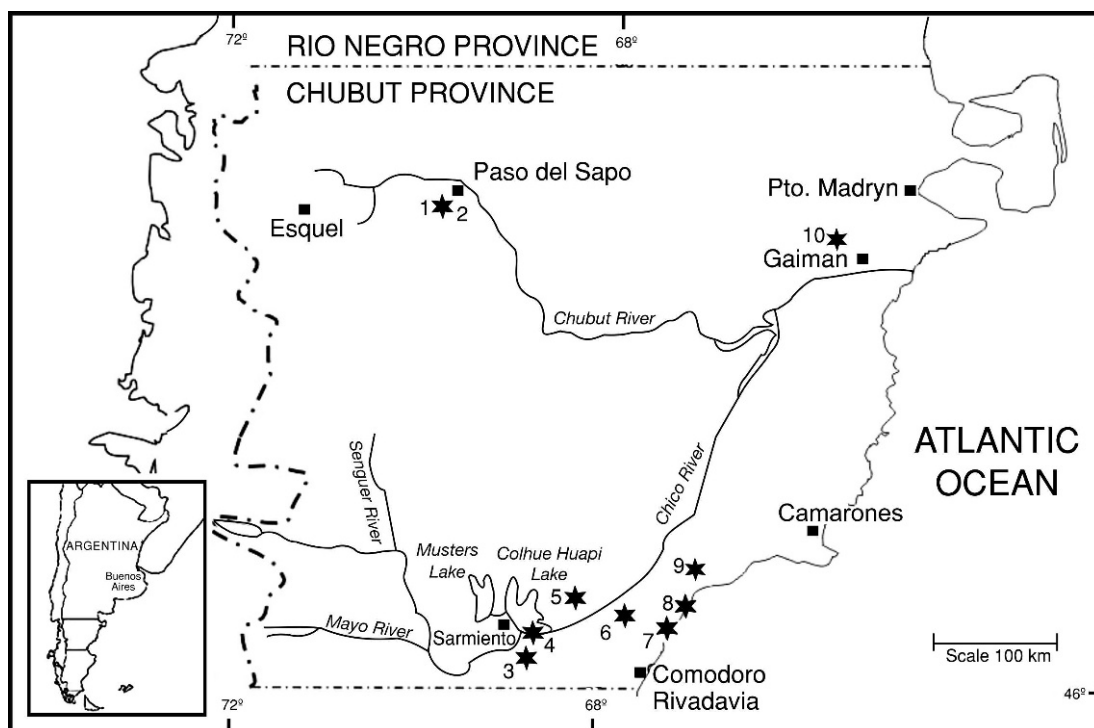 72º
68º
RIO NEGRO PROVINCE
CHUBUT PROVINCE
Paso del Sapo
1
2
Esquel
Pto. Madryn
10
Gaiman
Chubut River
ATLANTIC
OCEAN
Senguer River
Chico River
Camarones
Musters
Lake
Colhue Huapi
Lake
9
5
8
6
7
Mayo River
Sarmiento
4
3
Comodoro
Rivadavia
Scale 100 km
46º
72º
68º
ARGENTINA
Buenos
Aires